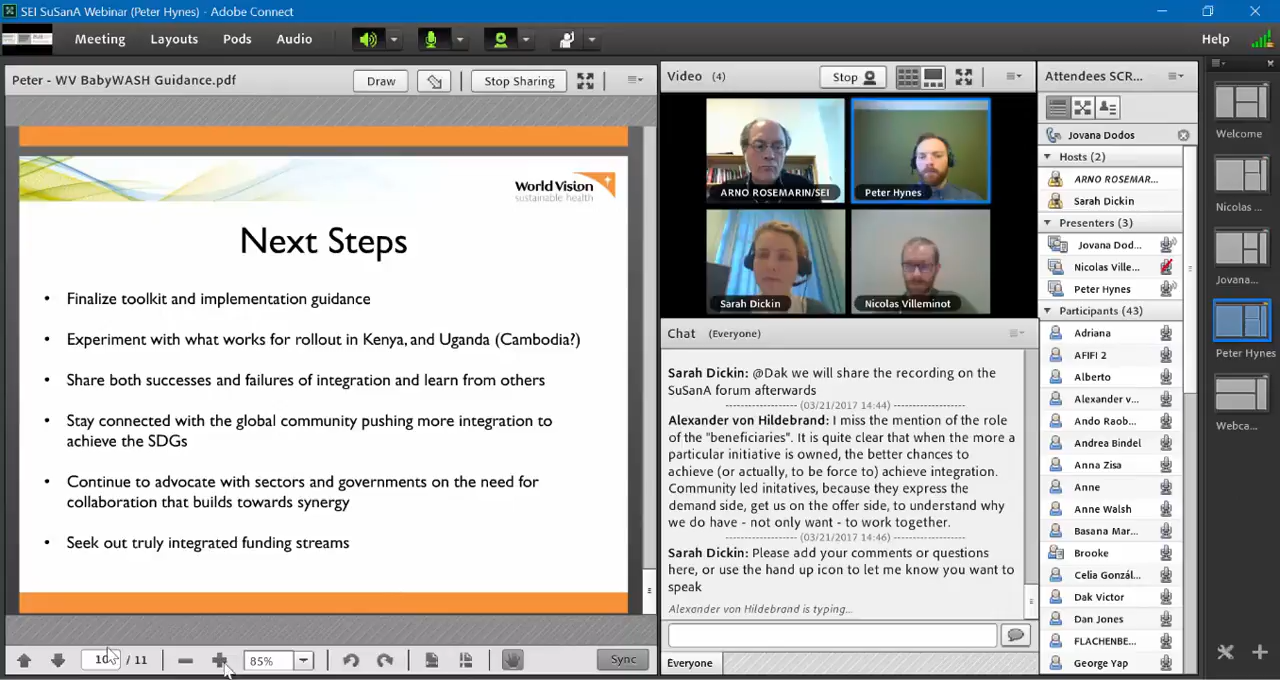 SEI SuSanA Webinar (Peter Hynes) - Adobe Connect
Meeting Layouts Pods Audio Help
Peter - WV BabyWASH Guidance.pdf Draw Stop Sharing
World Vision
sustainable health
Next Steps
• Finalize toolkit and implementation guidance
• Experiment with what works for rollout in Kenya, and Uganda (Cambodia?)
• Share both successes and failures of integration and learn from others
• Stay connected with the global community pushing more integration to
achieve the SDGs
• Continue to advocate with sectors and governments on the need for
collaboration that builds towards synergy
• Seek out truly integrated funding streams
10 / 11 85% Sync
Video (4) Stop
ARNO ROSEMARIN/SEI
Peter Hynes
Sarah Dickin
Nicolas Villeminot
Chat (Everyone)
Sarah Dickin: @Dak we will share the recording on the
SuSanA forum afterwards
------------------ (03/21/2017 14:44) ------------------
Alexander von Hildebrand: I miss the mention of the role
of the "beneficiaries". It is quite clear that when the more a
particular initiative is owned, the better chances to
achieve (or actually, to be force to) achieve integration.
Community led initatives, because they express the
demand side, get us on the offer side, to understand why
we do have - not only want - to work together.
------------------ (03/21/2017 14:46) ------------------
Sarah Dickin: Please add your comments or questions
here, or use the hand up icon to let me know you want to
speak
Alexander von Hildebrand is typing...
Everyone
Attendees SCR...
Jovana Dodos
Hosts (2)
ARNO ROSEMAR...
Sarah Dickin
Presenters (3)
Jovana Dod...
Nicolas Ville...
Peter Hynes
Participants (43)
Adriana
AFIFI 2
Alberto
Alexander v...
Ando Raob...
Andrea Bindel
Anna Zisa
Anne
Anne Walsh
Basana Mar...
Brooke
Celia Gonzál...
Dak Victor
Dan Jones
FLACHENBE...
George Yap
Welcome
Nicolas ...
Jovana...
Peter Hynes
Webca...